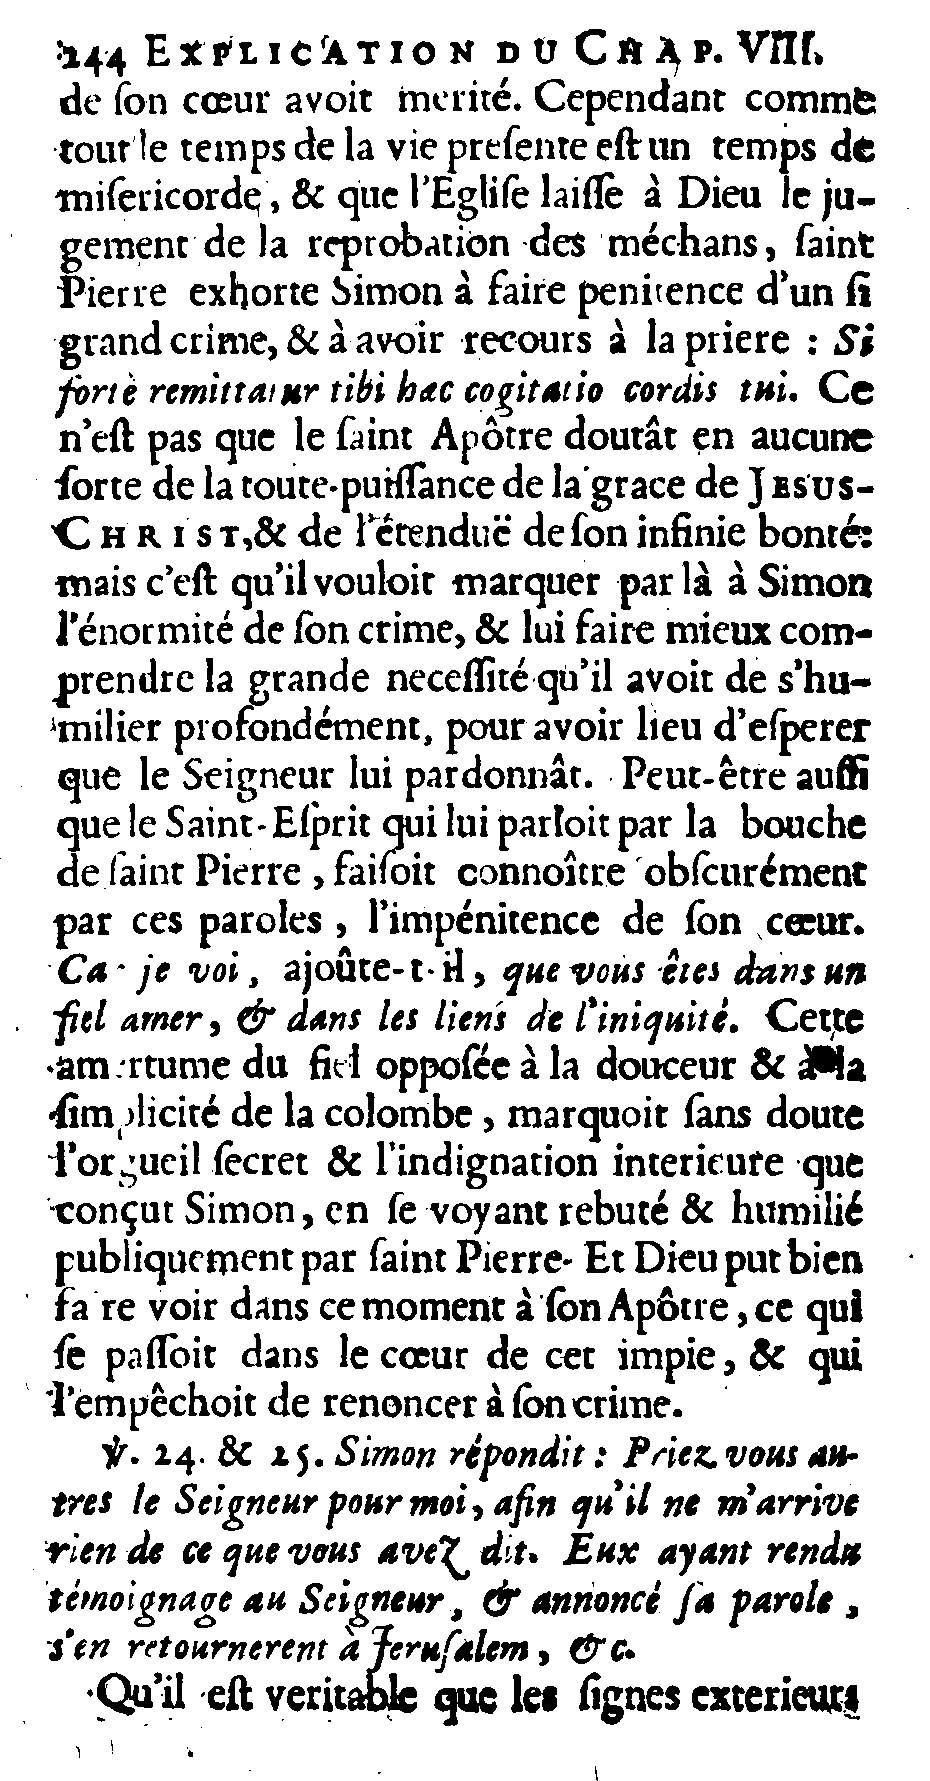 244 EXPLICATION DU CHAP. VIII.
de ſon cœur avoit merité. Cependant comme
tout le temps de la vie preſente eſt un temps de
miſericorde, & que l'Egliſe laiſſe à Dieu le ju-
gement de la reprobation des méchans, ſaint
Pierre exhorte Simon à faire penitence d'un ſi
grand crime, & à avoir recours à la priere : Si
fortè remittatur tibi hæc cogitatio cordis tui. Ce
n'eſt pas que le ſaint Apôtre doutât en aucune
ſorte de la toute-puiſſance de la grace de JESUS-
CHRIST, & de l'étenduë de ſon infinie bonté:
mais c'eſt qu'il vouloit marquer par là à Simon
l'énormité de ſon crime, & lui faire mieux com-
prendre la grande neceſſité qu'il avoit de s'hu-
milier profondément, pour avoir lieu d'eſperer
que le Seigneur lui pardonnât. Peut-être auſſi
que le Saint-Eſprit qui lui parloit par la bouche
de ſaint Pierre, faiſoit connoître obſcurément
par ces paroles, l'impénitence de ſon cœur.
Car je voi, ajoûte-t-il, que vous êtes dans un
fiel amer, & dans les liens de l'iniquité. Cette
amertume du fiel oppoſée à la douceur & à la
ſimplicité de la colombe, marquoit ſans doute
l'orgueil ſecret & l'indignation interieure que
conçut Simon, en ſe voyant rebuté & humilié
publiquement par ſaint Pierre. Et Dieu put bien
faire voir dans ce moment à ſon Apôtre, ce qui
ſe paſſoit dans le cœur de cet impie, & qui
l'empêchoit de renoncer à ſon crime.
℣. 24. & 25. Simon répondit : Priez vous au-
tres le Seigneur pour moi, afin qu'il ne m'arrive
rien de ce que vous avez dit. Eux ayant rendu
témoignage au Seigneur, & annoncé ſa parole,
s'en retournerent à Jeruſalem, &c.
Qu'il eſt veritable que les ſignes exterieurs